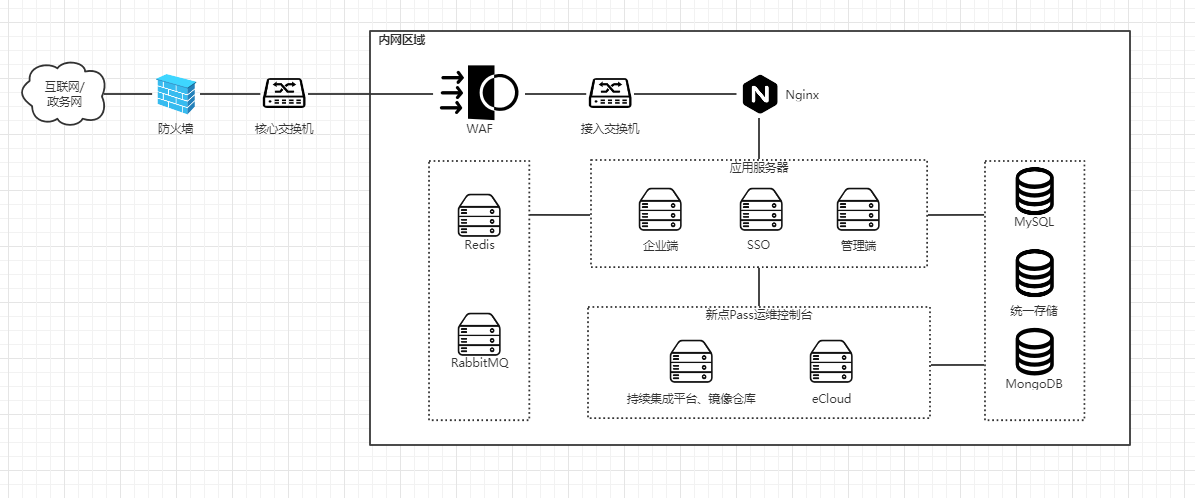 内网区域
互联网/
政务网
防火墙
核心交换机
WAF
接入交换机
N
Nginx
应用服务器
Redis
企业端
SSO
管理端
MySQL
统一存储
新点Pass运维控制台
RabbitMQ
持续集成平台、镜像仓库
eCloud
MongoDB